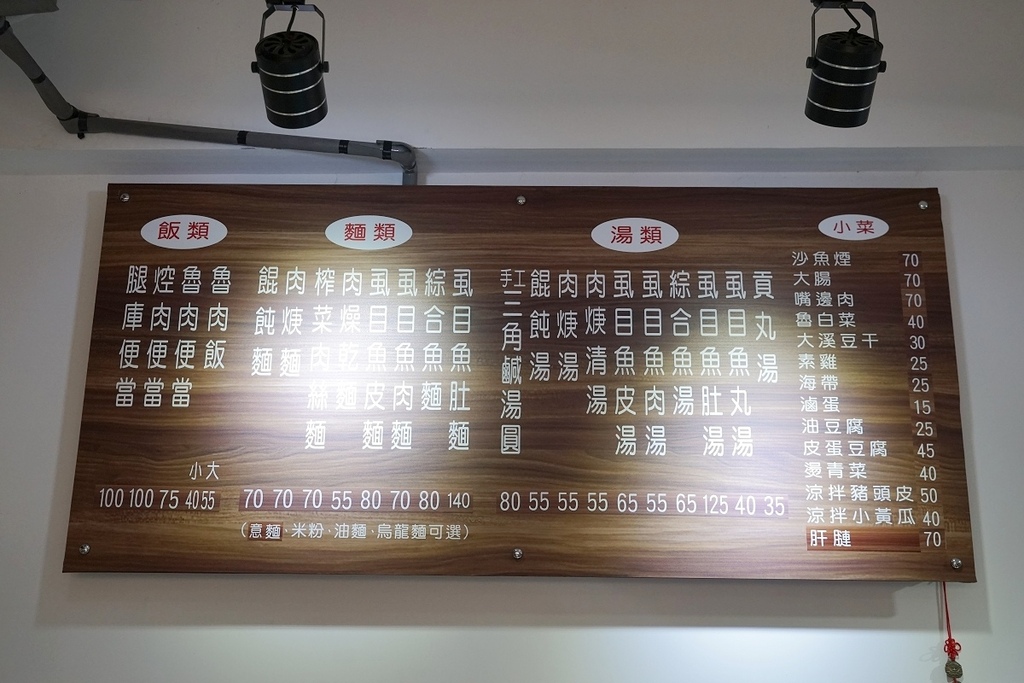 飯類
腿庫便當
100
焢肉便當
100
魯肉便當
75
魯肉飯
小大
40 55
麵類
餛飩麵
70
肉焿麵
70
榨菜肉絲麵
70
肉燥乾麵
55
虱目魚皮麵
80
虱目魚肉麵
70
綜合魚麵
80
虱目魚肚麵
140
(意麵·米粉·油麵·烏龍麵可選)
湯類
手工三角鹹湯圓
80
餛飩湯
55
肉焿湯
55
肉焿清湯
55
虱目魚皮湯
65
虱目魚肉湯
55
綜合魚湯
65
虱目魚肚湯
125
虱目魚丸湯
40
貢丸湯
35
小菜
沙魚煙 70
大腸 70
嘴邊肉 70
魯白菜 40
大溪豆干 30
素雞 25
海帶 25
滷蛋 15
油豆腐 25
皮蛋豆腐 45
燙青菜 40
涼拌豬頭皮 50
涼拌小黃瓜 40
肝膧 70